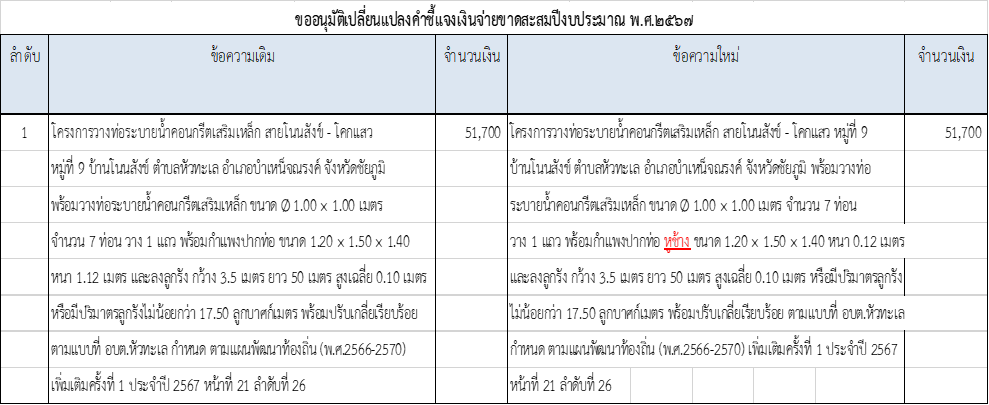 ขออนุมัติเปลี่ยนแปลงคำชี้แจงเงินจ่ายขาดสะสมปีงบประมาณ พ.ศ.๒๕๖๗
ลำดับ ข้อความเดิม จำนวนเงิน ข้อความใหม่ จำนวนเงิน
1 โครงการวางท่อระบายน้ำคอนกรีตเสริมเหล็ก สายโนนสังข์ - โคกแสว 51,700 โครงการวางท่อระบายน้ำคอนกรีตเสริมเหล็ก สายโนนสังข์ - โคกแสว หมู่ที่ 9 51,700
หมู่ที่ 9 บ้านโนนสังข์ ตำบลหัวทะเล อำเภอบำเหน็จณรงค์ จังหวัดชัยภูมิ บ้านโนนสังข์ ตำบลหัวทะเล อำเภอบำเหน็จณรงค์ จังหวัดชัยภูมิ พร้อมวางท่อ
พร้อมวางท่อระบายน้ำคอนกรีตเสริมเหล็ก ขนาด Ø 1.00 × 1.00 เมตร ระบายน้ำคอนกรีตเสริมเหล็ก ขนาด Ø 1.00 × 1.00 เมตร จำนวน 7 ท่อน
จำนวน 7 ท่อน วาง 1 แถว พร้อมกำแพงปากท่อ ขนาด 1.20 × 1.50 × 1.40 วาง 1 แถว พร้อมกำแพงปากท่อ หูช้าง ขนาด 1.20 × 1.50 × 1.40 หนา 0.12 เมตร
หนา 1.12 เมตร และลงลูกรัง กว้าง 3.5 เมตร ยาว 50 เมตร สูงเฉลี่ย 0.10 เมตร และลงลูกรัง กว้าง 3.5 เมตร ยาว 50 เมตร สูงเฉลี่ย 0.10 เมตร หรือมีปริมาตรลูกรัง
หรือมีปริมาตรลูกรังไม่น้อยกว่า 17.50 ลูกบาศก์เมตร พร้อมปรับเกลี่ยเรียบร้อย ไม่น้อยกว่า 17.50 ลูกบาศก์เมตร พร้อมปรับเกลี่ยเรียบร้อย ตามแบบที่ อบต.หัวทะเล
ตามแบบที่ อบต.หัวทะเล กำหนด ตามแผนพัฒนาท้องถิ่น (พ.ศ.2566-2570) กำหนด ตามแผนพัฒนาท้องถิ่น (พ.ศ.2566-2570) เพิ่มเติมครั้งที่ 1 ประจำปี 2567
เพิ่มเติมครั้งที่ 1 ประจำปี 2567 หน้าที่ 21 ลำดับที่ 26 หน้าที่ 21 ลำดับที่ 26